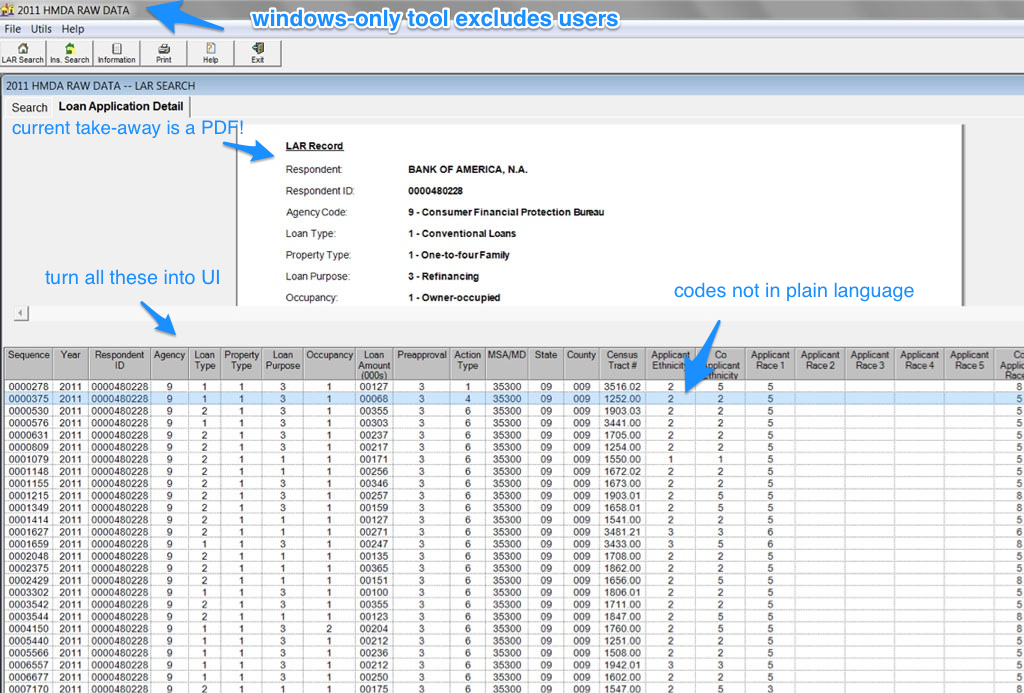 2011 HMDA RAW DATA
windows-only tool excludes users
File Utils Help
LAR Search Ins. Search Information Print Help Exit
2011 HMDA RAW DATA -- LAR SEARCH
Search Loan Application Detail
current take-away is a PDF!
LAR Record
Respondent: BANK OF AMERICA, N.A.
Respondent ID: 0000480228
Agency Code: 9 - Consumer Financial Protection Bureau
Loan Type: 1 - Conventional Loans
Property Type: 1 - One-to-four Family
Loan Purpose: 3 - Refinancing
Occupancy: 1 - Owner-occupied
turn all these into UI
codes not in plain language
Sequence Year Respondent ID Agency Loan Type Property Type Loan Purpose Occupancy Loan Amount (000s) Preapproval Action Type MSA/MD State County Census Tract # Applicant Ethnicity Co Applicant Ethnicity Applicant Race 1 Applicant Race 2 Applicant Race 3 Applicant Race 4 Applicant Race 5 Co
0000278 2011 0000480228 9 1 1 3 1 00127 3 1 35300 09 009 3516.02 2 5 5 8
0000375 2011 0000480228 9 1 1 3 1 00068 3 4 35300 09 009 1252.00 2 2 5 5
0000530 2011 0000480228 9 2 1 3 1 00355 3 6 35300 09 009 1903.03 2 2 5 5
0000576 2011 0000480228 9 1 1 3 1 00303 3 6 35300 09 009 3441.00 2 2 5 5
0000631 2011 0000480228 9 2 1 3 1 00237 3 6 35300 09 009 1705.00 2 2 5 5
0000809 2011 0000480228 9 2 1 3 1 00217 3 6 35300 09 009 1254.00 2 2 5 5
0001079 2011 0000480228 9 2 1 1 1 00171 3 6 35300 09 009 1550.00 1 1 5 5
0001148 2011 0000480228 9 2 1 1 1 00256 3 6 35300 09 009 1672.02 2 2 5 5
0001155 2011 0000480228 9 2 1 1 1 00346 3 6 35300 09 009 1673.00 2 2 5 5
0001215 2011 0000480228 9 2 1 3 1 00257 3 6 35300 09 009 1903.01 2 5 5 8
0001349 2011 0000480228 9 2 1 3 1 00159 3 6 35300 09 009 1658.01 2 5 5 8
0001414 2011 0000480228 9 2 1 1 1 00127 3 6 35300 09 009 1541.00 2 2 5 5
0001627 2011 0000480228 9 2 1 1 1 00271 3 6 35300 09 009 3481.21 3 3 6 6
0001659 2011 0000480228 9 1 1 3 1 00247 3 6 35300 09 009 3433.00 3 5 6 8
0002048 2011 0000480228 9 2 1 1 1 00135 3 6 35300 09 009 1708.00 2 2 5 5
0002375 2011 0000480228 9 2 1 1 1 00365 3 6 35300 09 009 1862.00 2 2 5 5
0002429 2011 0000480228 9 2 1 1 1 00151 3 6 35300 09 009 1656.00 2 5 5 8
0003302 2011 0000480228 9 1 1 3 1 00100 3 6 35300 09 009 1806.01 2 2 5 5
0003542 2011 0000480228 9 2 1 3 1 00355 3 6 35300 09 009 1711.00 2 2 5 5
0003544 2011 0000480228 9 2 1 1 1 00123 3 6 35300 09 009 1847.00 2 5 5 8
0004150 2011 0000480228 9 1 1 3 2 00204 3 6 35300 09 009 1760.00 2 5 5 8
0005440 2011 0000480228 9 1 1 3 1 00212 3 6 35300 09 009 1251.00 2 2 5 5
0005566 2011 0000480228 9 1 1 3 1 00236 3 6 35300 09 009 1508.00 2 2 5 5
0006557 2011 0000480228 9 1 1 3 1 00212 3 6 35300 09 009 1942.01 3 3 5 5
0006677 2011 0000480228 9 1 1 3 1 00250 3 6 35300 09 009 1602.00 2 2 5 5
0007170 2011 0000480228 9 2 1 1 1 00175 3 6 35300 09 009 1547.00 2 5 3 8